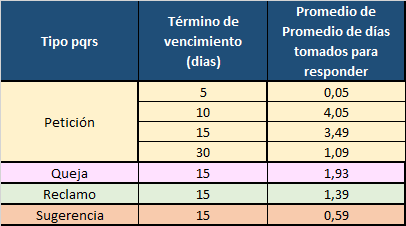 Tipo pqrs
Término de
vencimiento
(dias)
Promedio de
Promedio de días
tomados para
responder
Petición
5 0,05
10 4,05
15 3,49
30 1,09
Queja 15 1,93
Reclamo 15 1,39
Sugerencia 15 0,59